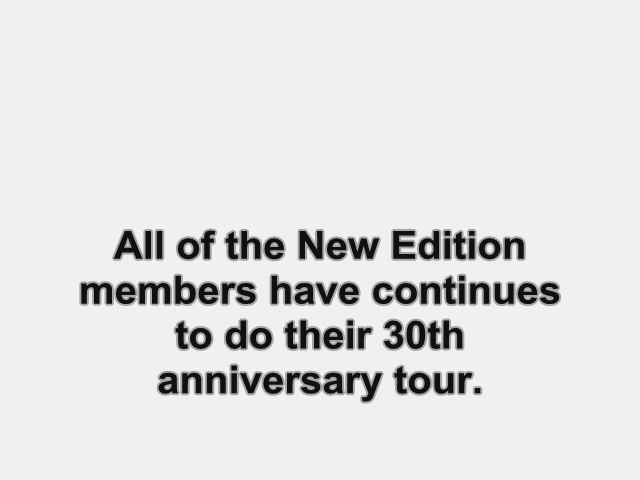 All of the New Edition
members have continues
to do their 30th
anniversary tour.